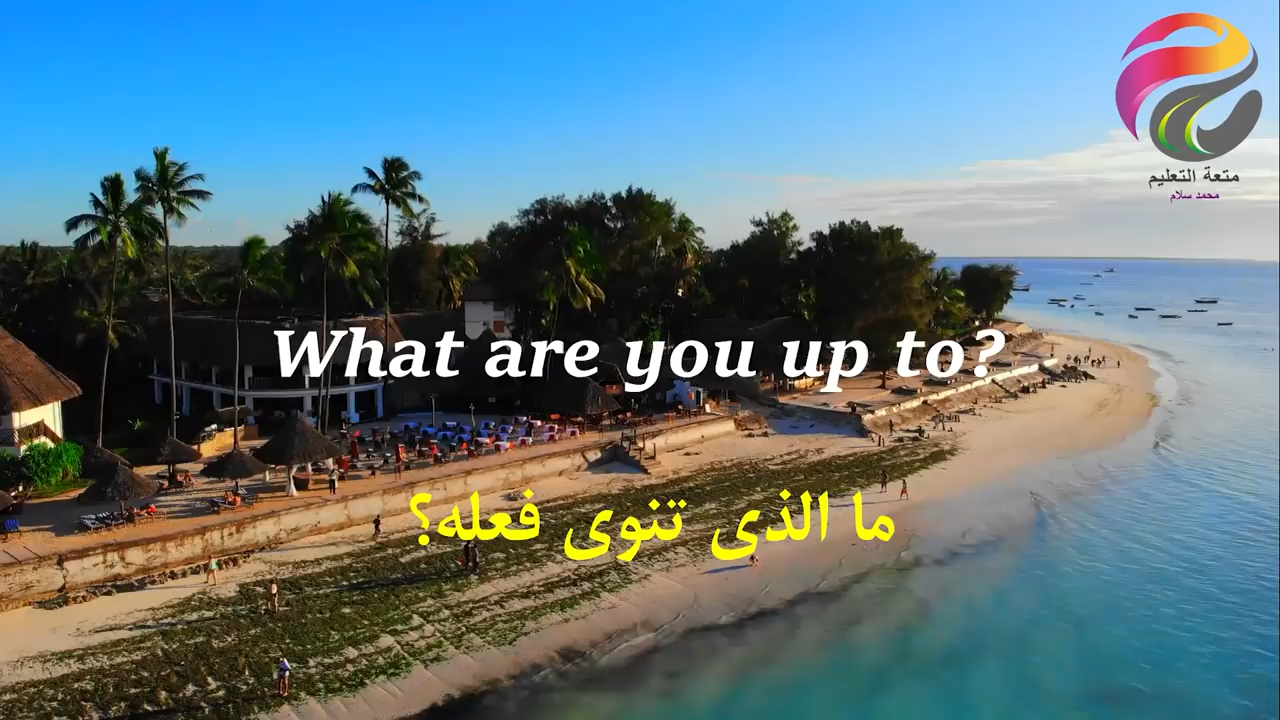 متعة التعليم
محمد سلام
What are you up to?
ما الذى تنوى فعله؟